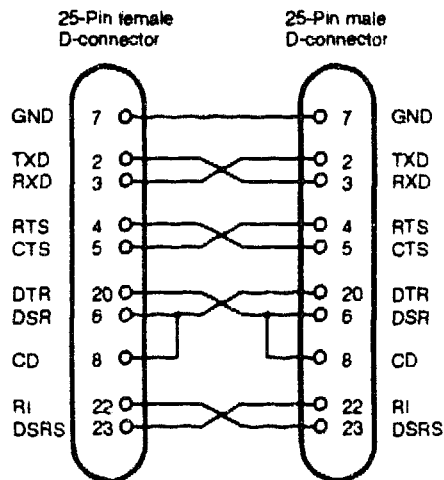 25-Pin female D-connector
25-Pin male D-connector
GND 7 7 GND
TXD 2 2 TXD
RXD 3 3 RXD
RTS 4 4 RTS
CTS 5 5 CTS
DTR 20 20 DTR
DSR 6 6 DSR
CD 8 8 CD
RI 22 22 RI
DSRS 23 23 DSRS